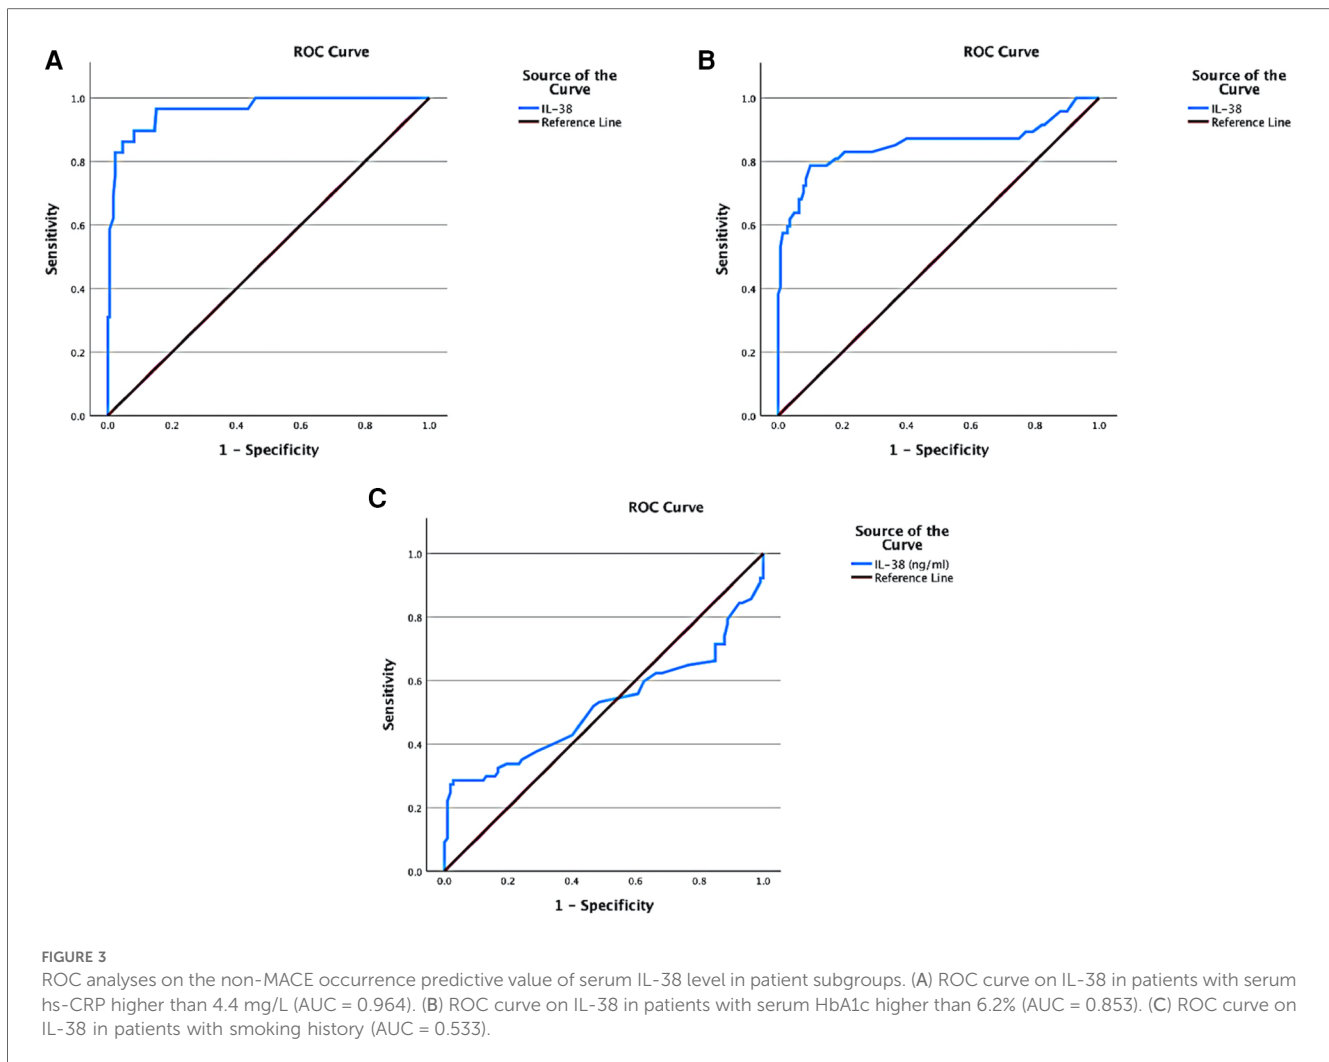 A
ROC Curve
Source of the
Curve
IL-38
Reference Line
1.0
0.8
0.6
0.4
0.2
0.0
Sensitivity
0.0 0.2 0.4 0.6 0.8 1.0
1 – Specificity
B
ROC Curve
Source of the
Curve
IL-38
Reference Line
1.0
0.8
0.6
0.4
0.2
0.0
Sensitivity
0.0 0.2 0.4 0.6 0.8 1.0
1 – Specificity
C
ROC Curve
Source of the
Curve
IL-38 (ng/ml)
Reference Line
1.0
0.8
0.6
0.4
0.2
0.0
Sensitivity
0.0 0.2 0.4 0.6 0.8 1.0
1 – Specificity
FIGURE 3
ROC analyses on the non-MACE occurrence predictive value of serum IL-38 level in patient subgroups. (A) ROC curve on IL-38 in patients with serum
hs-CRP higher than 4.4 mg/L (AUC = 0.964). (B) ROC curve on IL-38 in patients with serum HbA1c higher than 6.2% (AUC = 0.853). (C) ROC curve on
IL-38 in patients with smoking history (AUC = 0.533).